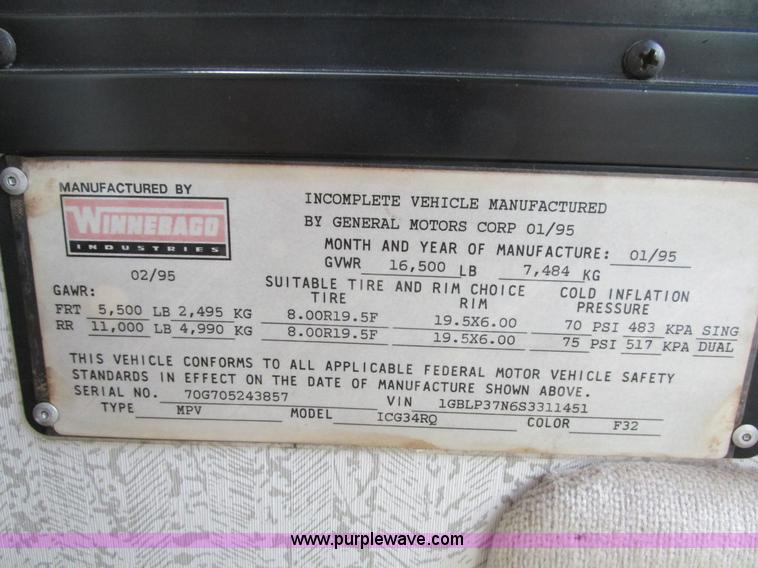 MANUFACTURED BY
WINNEBAGO
INDUSTRIES
02/95
INCOMPLETE VEHICLE MANUFACTURED
BY GENERAL MOTORS CORP 01/95
MONTH AND YEAR OF MANUFACTURE: 01/95
GVWR 16,500 LB 7,484 KG
GAWR: SUITABLE TIRE AND RIM CHOICE COLD INFLATION
TIRE RIM PRESSURE
FRT 5,500 LB 2,495 KG 8.00R19.5F 19.5X6.00 70 PSI 483 KPA SING
RR 11,000 LB 4,990 KG 8.00R19.5F 19.5X6.00 75 PSI 517 KPA DUAL
THIS VEHICLE CONFORMS TO ALL APPLICABLE FEDERAL MOTOR VEHICLE SAFETY
STANDARDS IN EFFECT ON THE DATE OF MANUFACTURE SHOWN ABOVE.
SERIAL NO. 70G705243857 VIN 1GBLP37N6S3311451
TYPE MPV MODEL ICG34RQ COLOR F32
www.purplewave.com